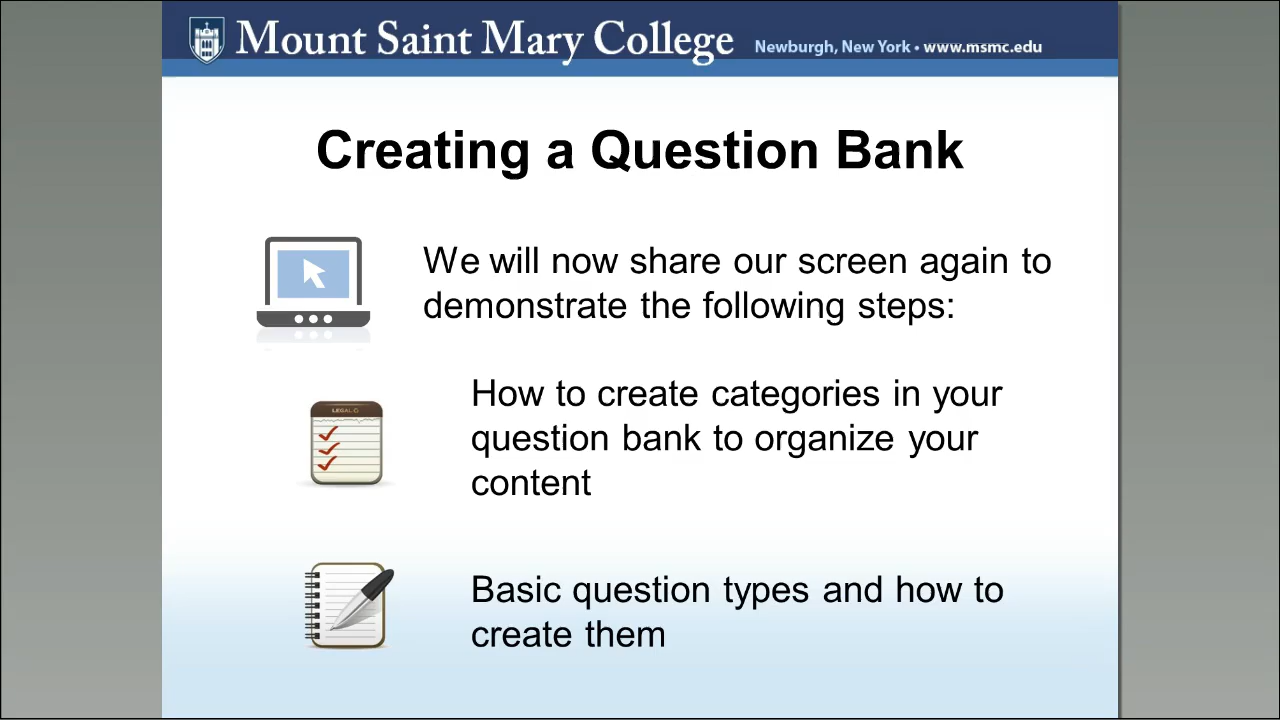 Mount Saint Mary College Newburgh, New York • www.msmc.edu
Creating a Question Bank
We will now share our screen again to
demonstrate the following steps:
How to create categories in your
question bank to organize your
content
LEGAL
Basic question types and how to
create them